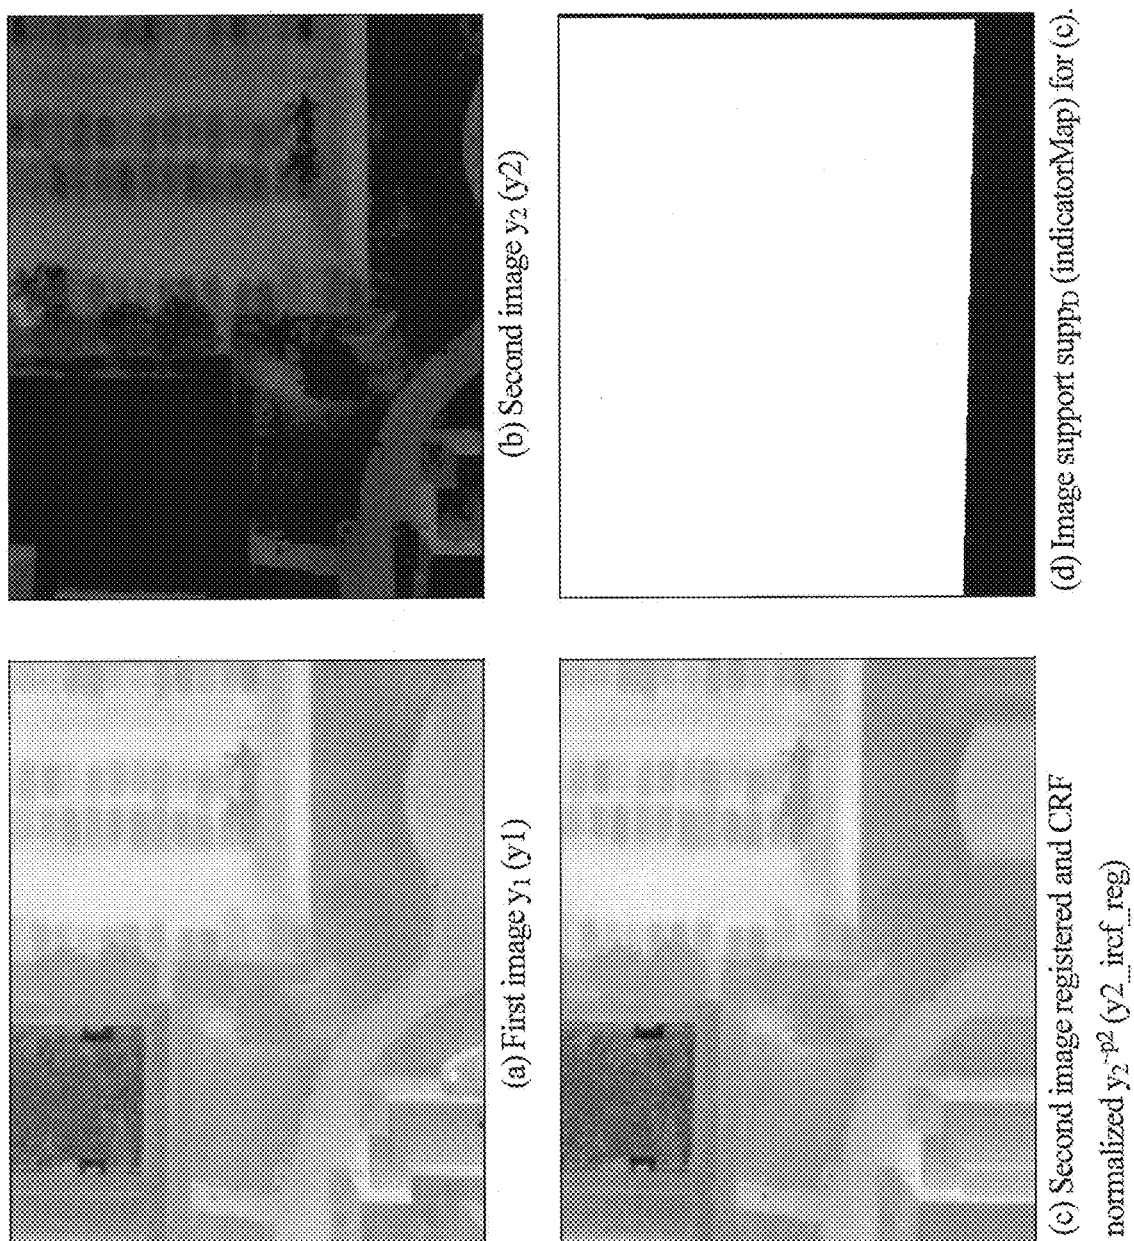 (a) First image y₁ (y1)
(b) Second image y₂ (y2)
(c) Second image registered and CRF
normalized y₂~p2 (y2_ircf_reg)
(d) Image support supp_D (indicatorMap) for (c).